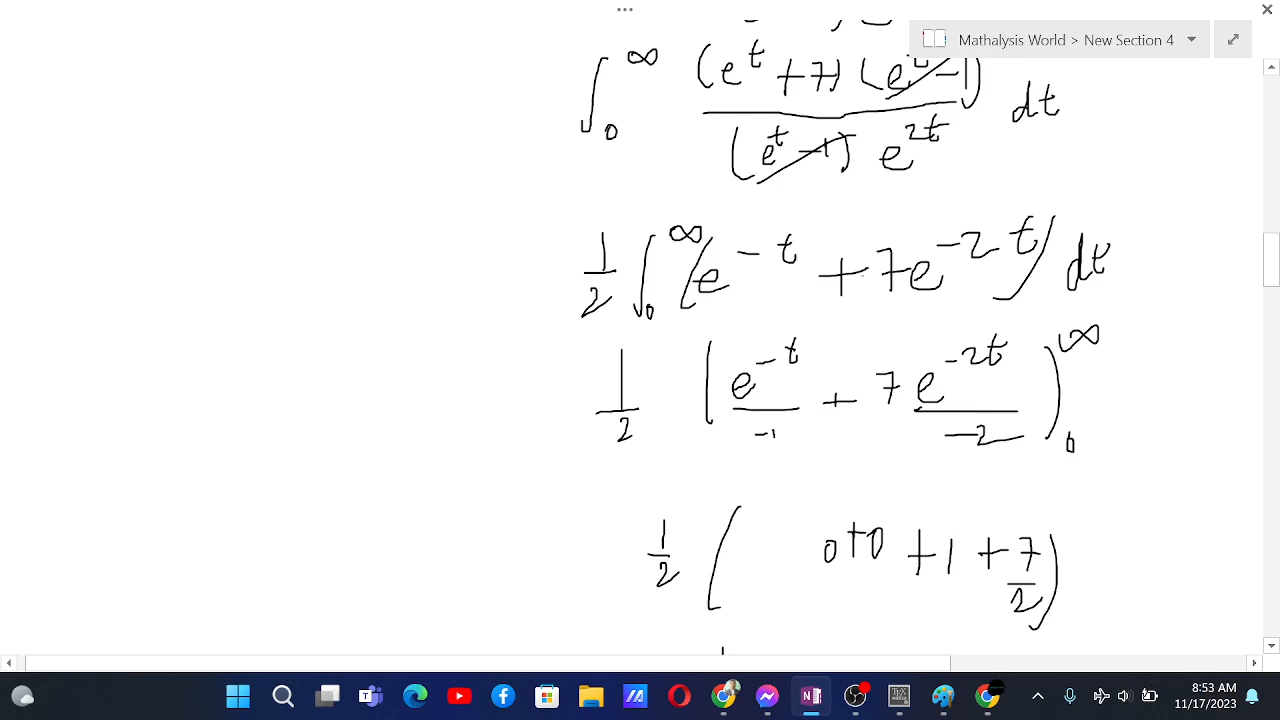 Mathalysis World > New Section 4
∫₀^∞ (e^t + 7) (e^t - 1) / (e^t - 1) e^{2t} dt
1/2 ∫₀^∞ (e^{-t} + 7e^{-2t}) dt
1/2 (e^{-t}/-1 + 7 e^{-2t}/-2)₀^∞
1/2 ( 0+0 +1 + 7/2 )
8:53 AM
11/17/2023